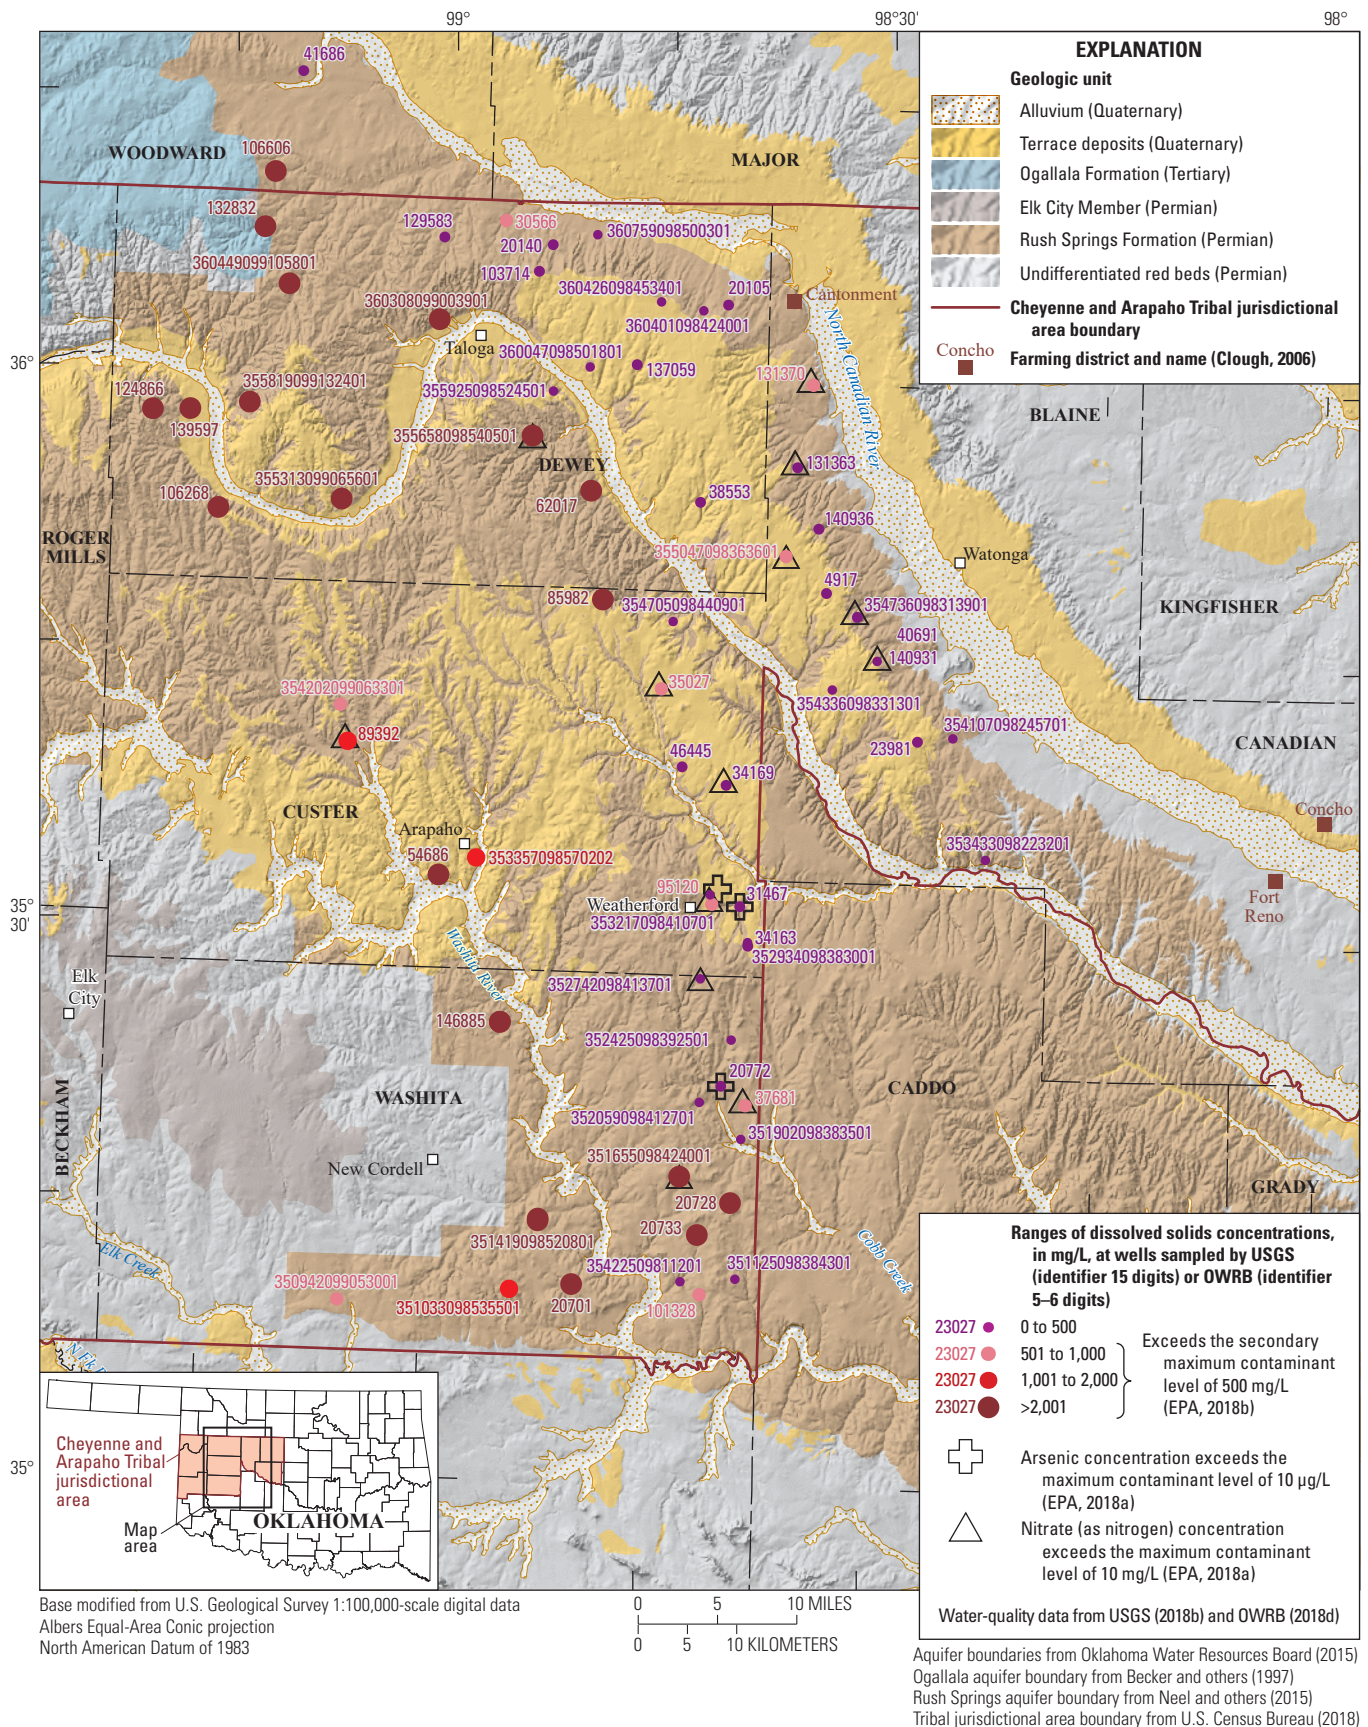 99°
98°30'
98°
41686
WOODWARD
106606
MAJOR
132832
129583
30566
360759098500301
20140
360449099105801
103714
360426098453401
20105
Cantonment
360308099003901
360401098424001
36°
Taloga
360047098501801
137059
355925098524501
131370
North Canadian River
124866
355819099132401
139597
355658098540501
BLAINE
DEWEY
131363
106268
355313099065601
62017
38553
140936
ROGER
MILLS
355047098363601
Watonga
85982
4917
354705098440901
354736098313901
KINGFISHER
40691
140931
354202099063301
35027
354336098331301
354107098245701
89392
23981
CANADIAN
46445
34169
CUSTER
Arapaho
Concho
54686
353357098570202
353433098223201
95120
31467
Weatherford
Fort
Reno
35°
30'
353217098410701
34163
352934098383001
Washita River
Elk
City
352742098413701
146885
352425098392501
20772
BECKHAM
WASHITA
37681
CADDO
352059098412701
351902098383501
New Cordell
351655098424001
GRADY
20728
20733
351419098520801
Cobb Creek
Elk Creek
35422509811201
351125098384301
350942099053001
351033098535501
20701
101328
N Fk R
35°
EXPLANATION
Geologic unit
Alluvium (Quaternary)
Terrace deposits (Quaternary)
Ogallala Formation (Tertiary)
Elk City Member (Permian)
Rush Springs Formation (Permian)
Undifferentiated red beds (Permian)
Cheyenne and Arapaho Tribal jurisdictional
area boundary
Concho
Farming district and name (Clough, 2006)
Ranges of dissolved solids concentrations,
in mg/L, at wells sampled by USGS
(identifier 15 digits) or OWRB (identifier
5–6 digits)
23027 0 to 500
23027 501 to 1,000
23027 1,001 to 2,000
23027 >2,001
Exceeds the secondary
maximum contaminant
level of 500 mg/L
(EPA, 2018b)
Arsenic concentration exceeds the
maximum contaminant level of 10 µg/L
(EPA, 2018a)
Nitrate (as nitrogen) concentration
exceeds the maximum contaminant
level of 10 mg/L (EPA, 2018a)
Water-quality data from USGS (2018b) and OWRB (2018d)
Cheyenne and
Arapaho Tribal
jurisdictional
area
Map
area
OKLAHOMA
Base modified from U.S. Geological Survey 1:100,000-scale digital data
Albers Equal-Area Conic projection
North American Datum of 1983
0 5 10 MILES
0 5 10 KILOMETERS
Aquifer boundaries from Oklahoma Water Resources Board (2015)
Ogallala aquifer boundary from Becker and others (1997)
Rush Springs aquifer boundary from Neel and others (2015)
Tribal jurisdictional area boundary from U.S. Census Bureau (2018)